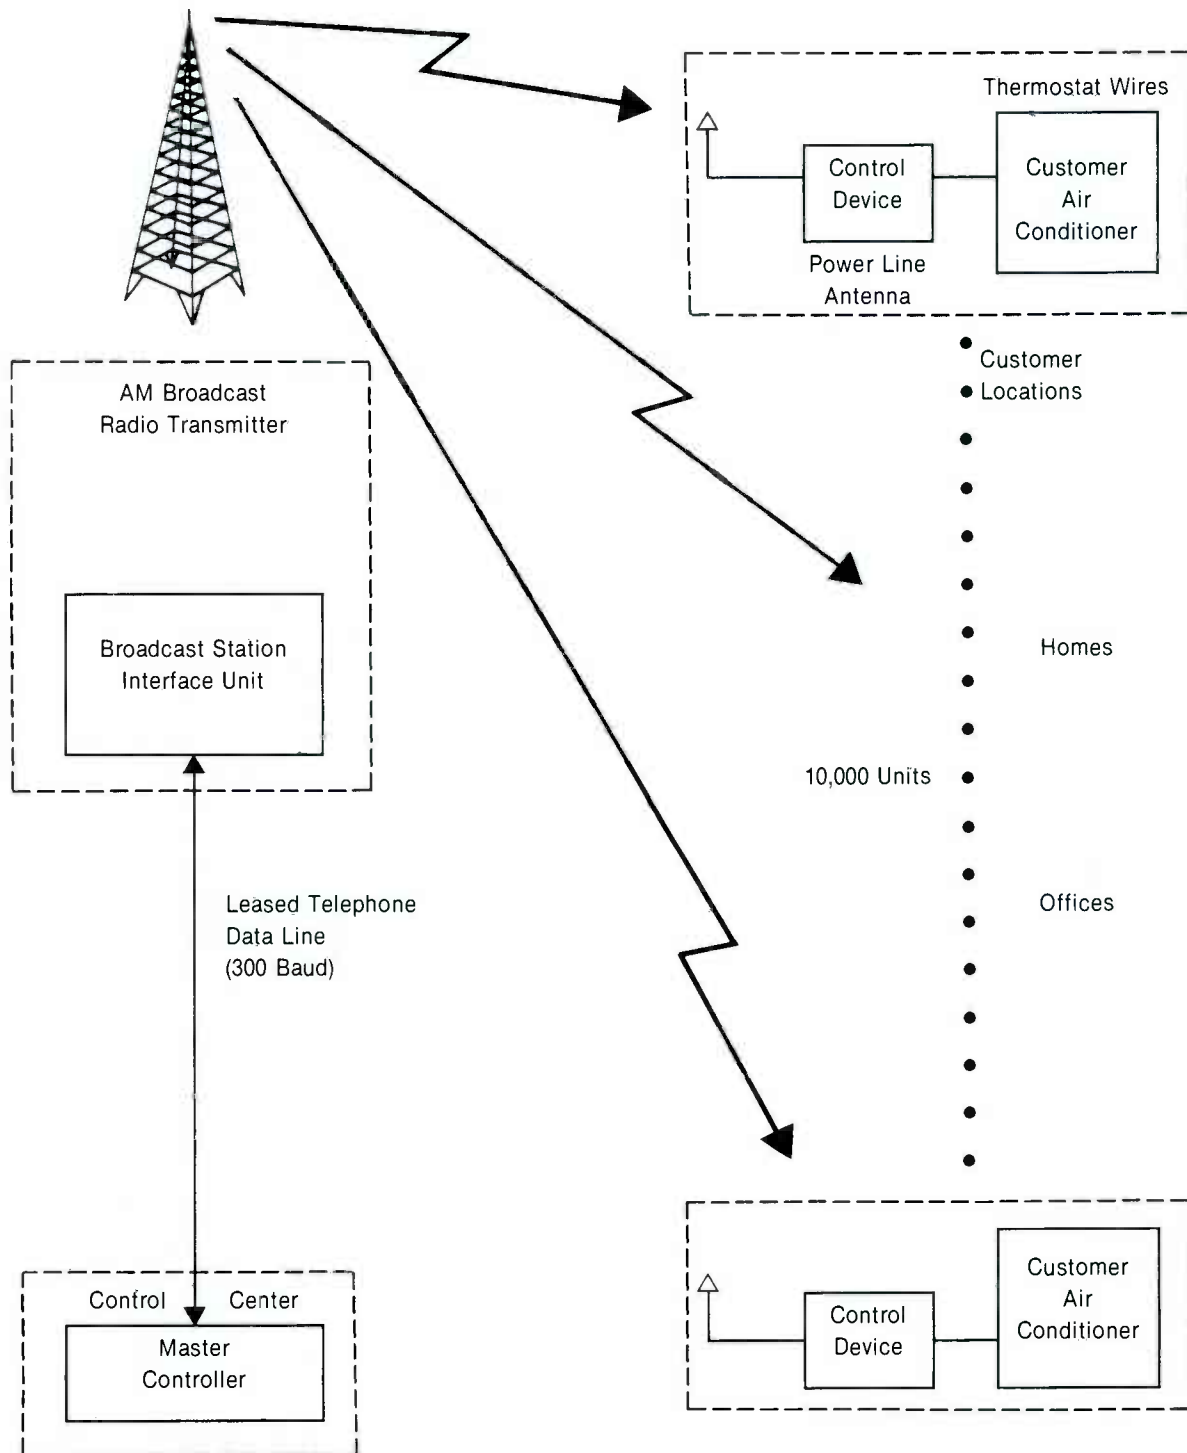 Thermostat Wires
Control
Device
Customer
Air
Conditioner
Power Line
Antenna
Customer
Locations
AM Broadcast
Radio Transmitter
Broadcast Station
Interface Unit
Homes
10,000 Units
Leased Telephone
Data Line
(300 Baud)
Offices
Control Center
Master
Controller
Control
Device
Customer
Air
Conditioner